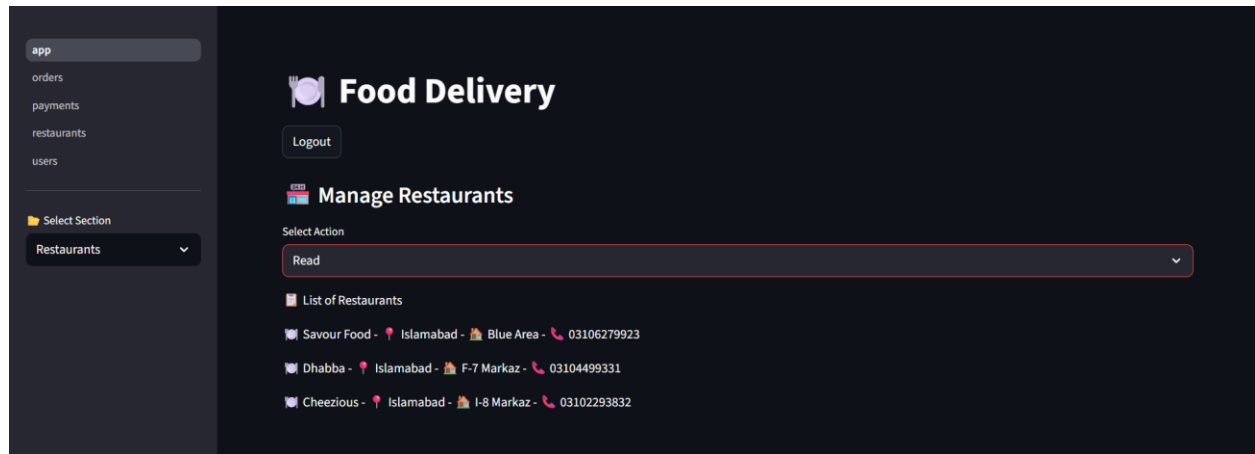 app
orders
payments
restaurants
users
📂 Select Section
Restaurants
🍽️ Food Delivery
Logout
🏪 Manage Restaurants
Select Action
Read
📋 List of Restaurants
🍽️ Savour Food - 📍 Islamabad - 🏠 Blue Area - 📞 03106279923
🍽️ Dhabba - 📍 Islamabad - 🏠 F-7 Markaz - 📞 03104499331
🍽️ Cheezious - 📍 Islamabad - 🏠 I-8 Markaz - 📞 03102293832